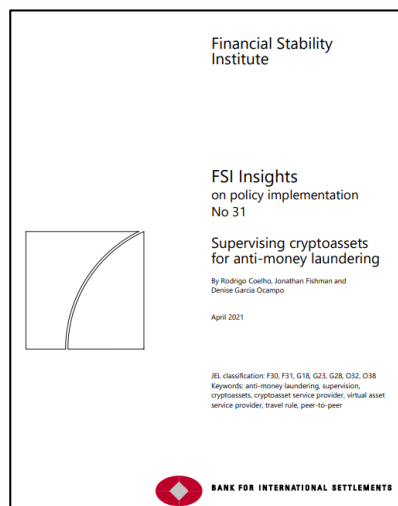 Financial Stability
Institute
FSI Insights
on policy implementation
No 31
Supervising cryptoassets
for anti-money laundering
By Rodrigo Coelho, Jonathan Fishman and
Denise Garcia Ocampo
April 2021
JEL classification: F30, F31, G18, G23, G28, O32, O38
Keywords: anti-money laundering, supervision,
cryptoassets, cryptoasset service provider, virtual asset
service provider, travel rule, peer-to-peer
BANK FOR INTERNATIONAL SETTLEMENTS